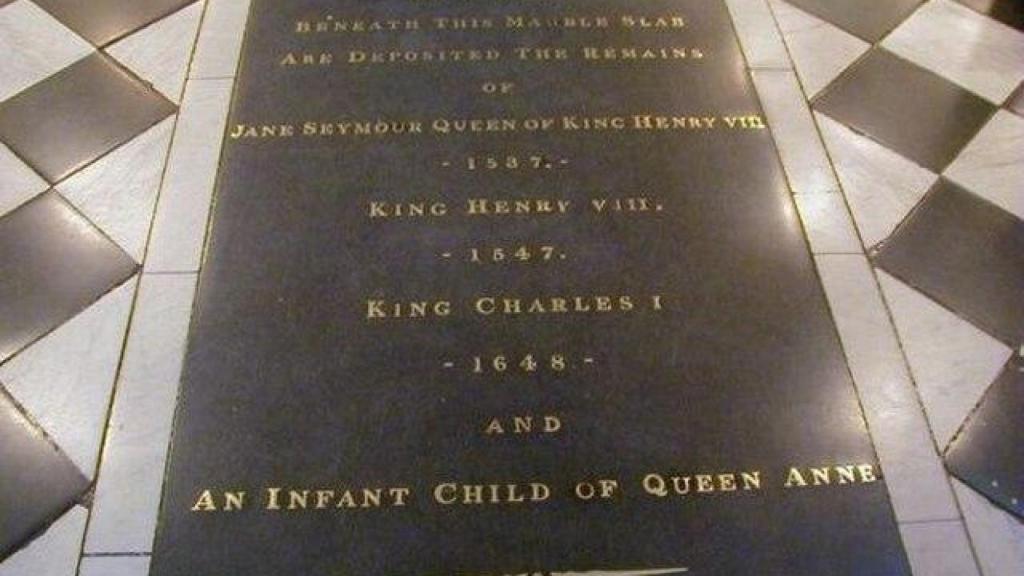 BENEATH THIS MARBLE SLAB
ARE DEPOSITED THE REMAINS
OF
JANE SEYMOUR QUEEN OF KING HENRY VIII
- 1537. -
KING HENRY VIII.
- 1547.
KING CHARLES I
- 1648 -
AND
AN INFANT CHILD OF QUEEN ANNE